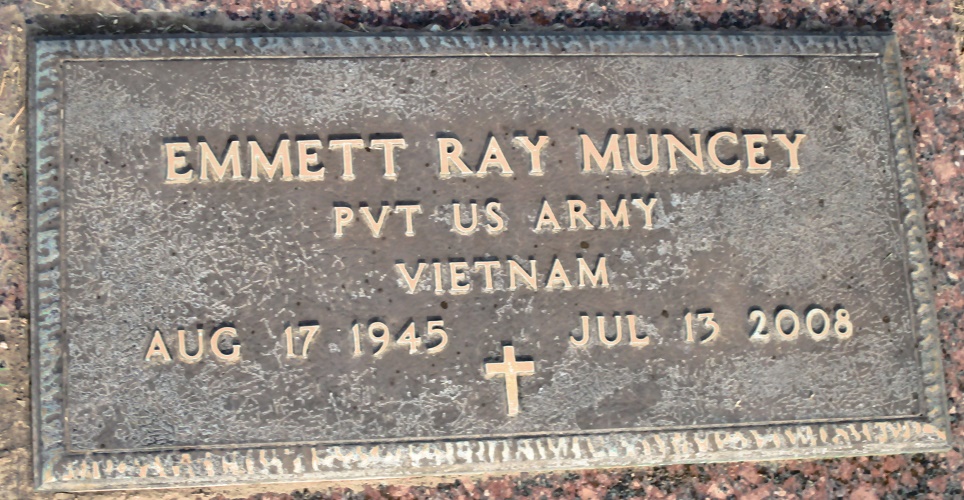 EMMETT RAY MUNCEY
PVT US ARMY
VIETNAM
AUG 17 1945 JUL 13 2008